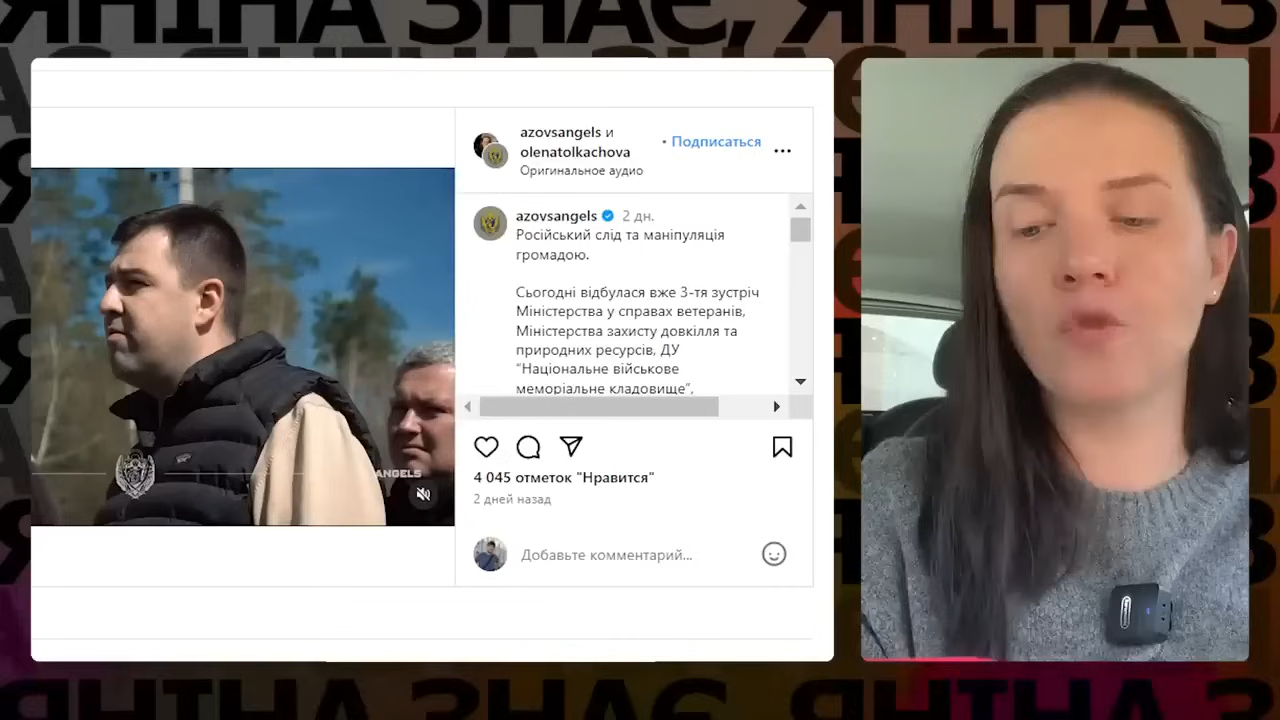 ЯНІНА ЗНАЄ, ЯНІНА З
azovsangels и
olenatolkachova
• Подписаться
Оригинальное аудио
azovsangels 2 дн.
Російський слід та маніпуляція
громадою.
Сьогодні відбулася вже 3-тя зустріч
Міністерства у справах ветеранів,
Міністерства захисту довкілля та
природних ресурсів, ДУ
"Національне військове
меморіальне кладовище",
ANGELS
4 045 отметок "Нравится"
2 дней назад
Добавьте комментарий...
ЯНІНА ЗНАЄ, ЯНІНА З